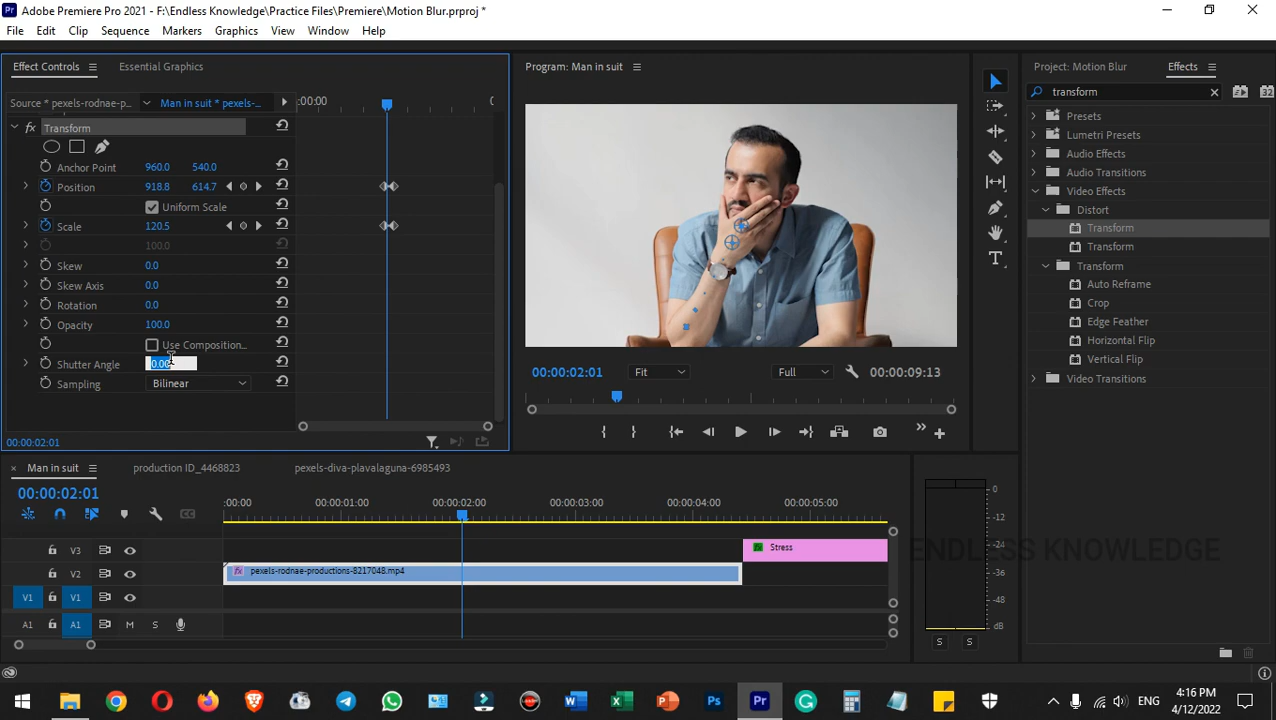 Adobe Premiere Pro 2021 - F:\Endless Knowledge\Practice Files\Premiere\Motion Blur.prproj *
File Edit Clip Sequence Markers Graphics View Window Help
Effect Controls Essential Graphics
Source * pexels-rodnae-p... Man in suit * pexels-... :00:00 0
fx Transform
Anchor Point 960.0 540.0
Position 918.8 614.7
Uniform Scale
Scale 120.5
100.0
Skew 0.0
Skew Axis 0.0
Rotation 0.0
Opacity 100.0
Use Composition...
Shutter Angle 0.00
Sampling Bilinear
00:00:02:01
Program: Man in suit
00:00:02:01 Fit Full 00:00:09:13
Project: Motion Blur Effects
transform
Presets
Lumetri Presets
Audio Effects
Audio Transitions
Video Effects
Distort
Transform
Transform
Transform
Auto Reframe
Crop
Edge Feather
Horizontal Flip
Vertical Flip
Video Transitions
Man in suit production ID_4468823 pexels-diva-plavalaguna-6985493
00:00:02:01 :00:00 00:00:01:00 00:00:02:00 00:00:03:00 00:00:04:00 00:00:05:00
V3 fx Stress
V2 fx pexels-rodnae-productions-8217048.mp4
V1 V1
A1 A1 M S
0
-12
-24
-36
-48
dB
S S
ENDLESS KNOWLEDGE
ENG 4:16 PM
4/12/2022